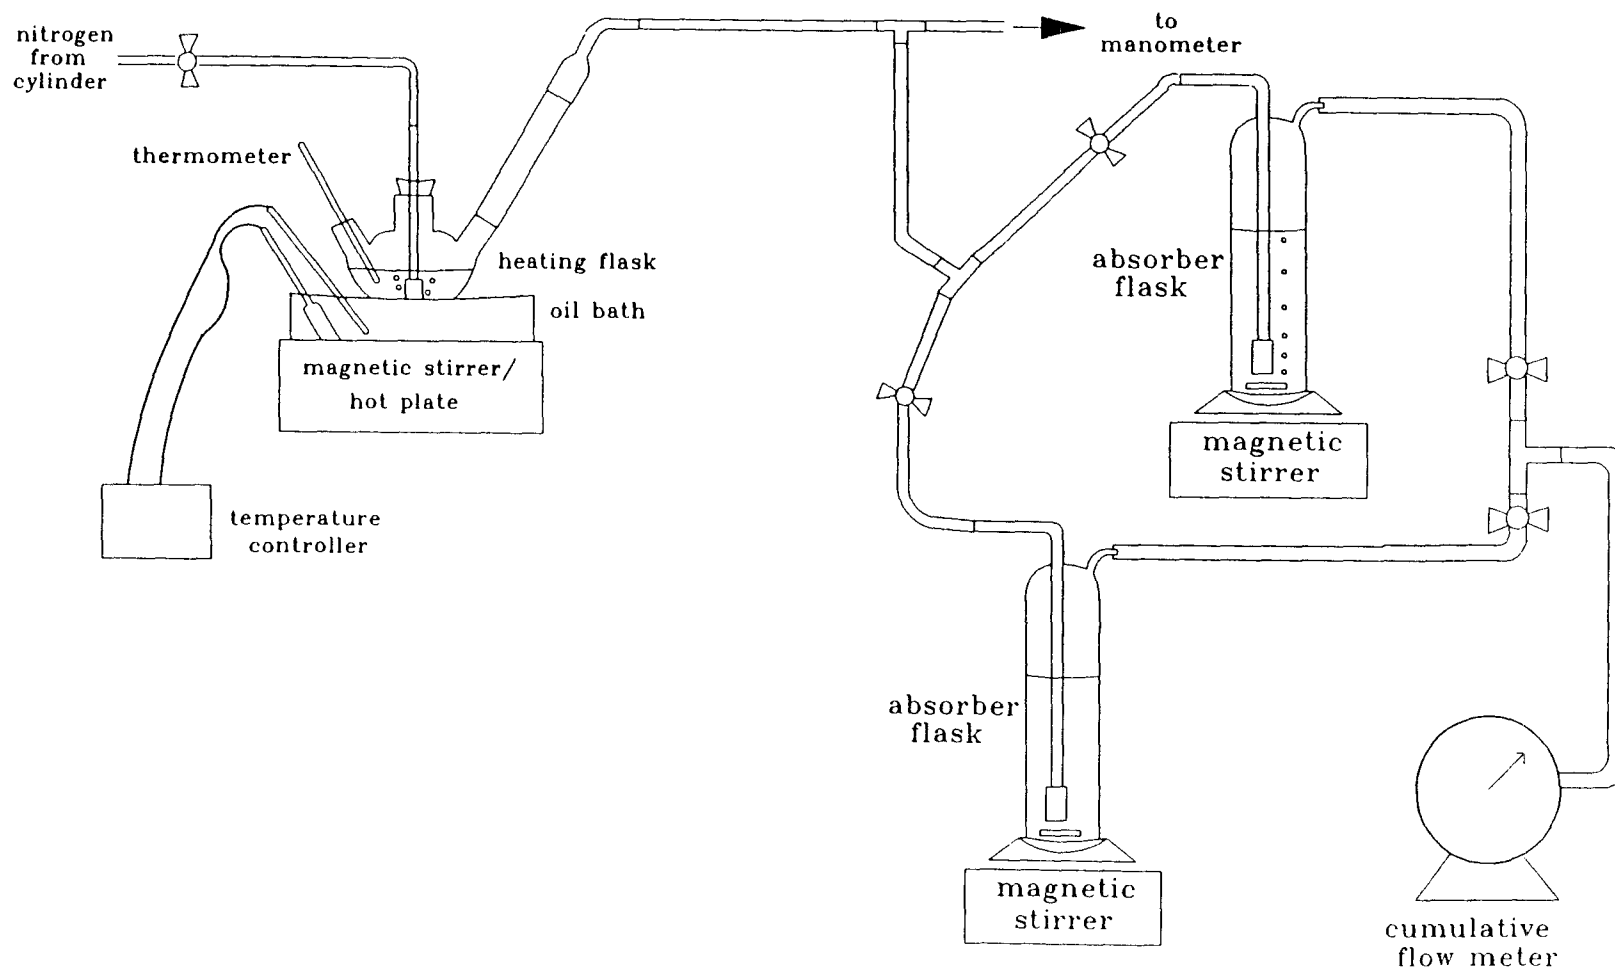 nitrogen
from
cylinder
to
manometer
thermometer
heating flask
oil bath
absorber
flask
magnetic stirrer/
hot plate
magnetic
stirrer
temperature
controller
absorber
flask
magnetic
stirrer
cumulative
flow meter